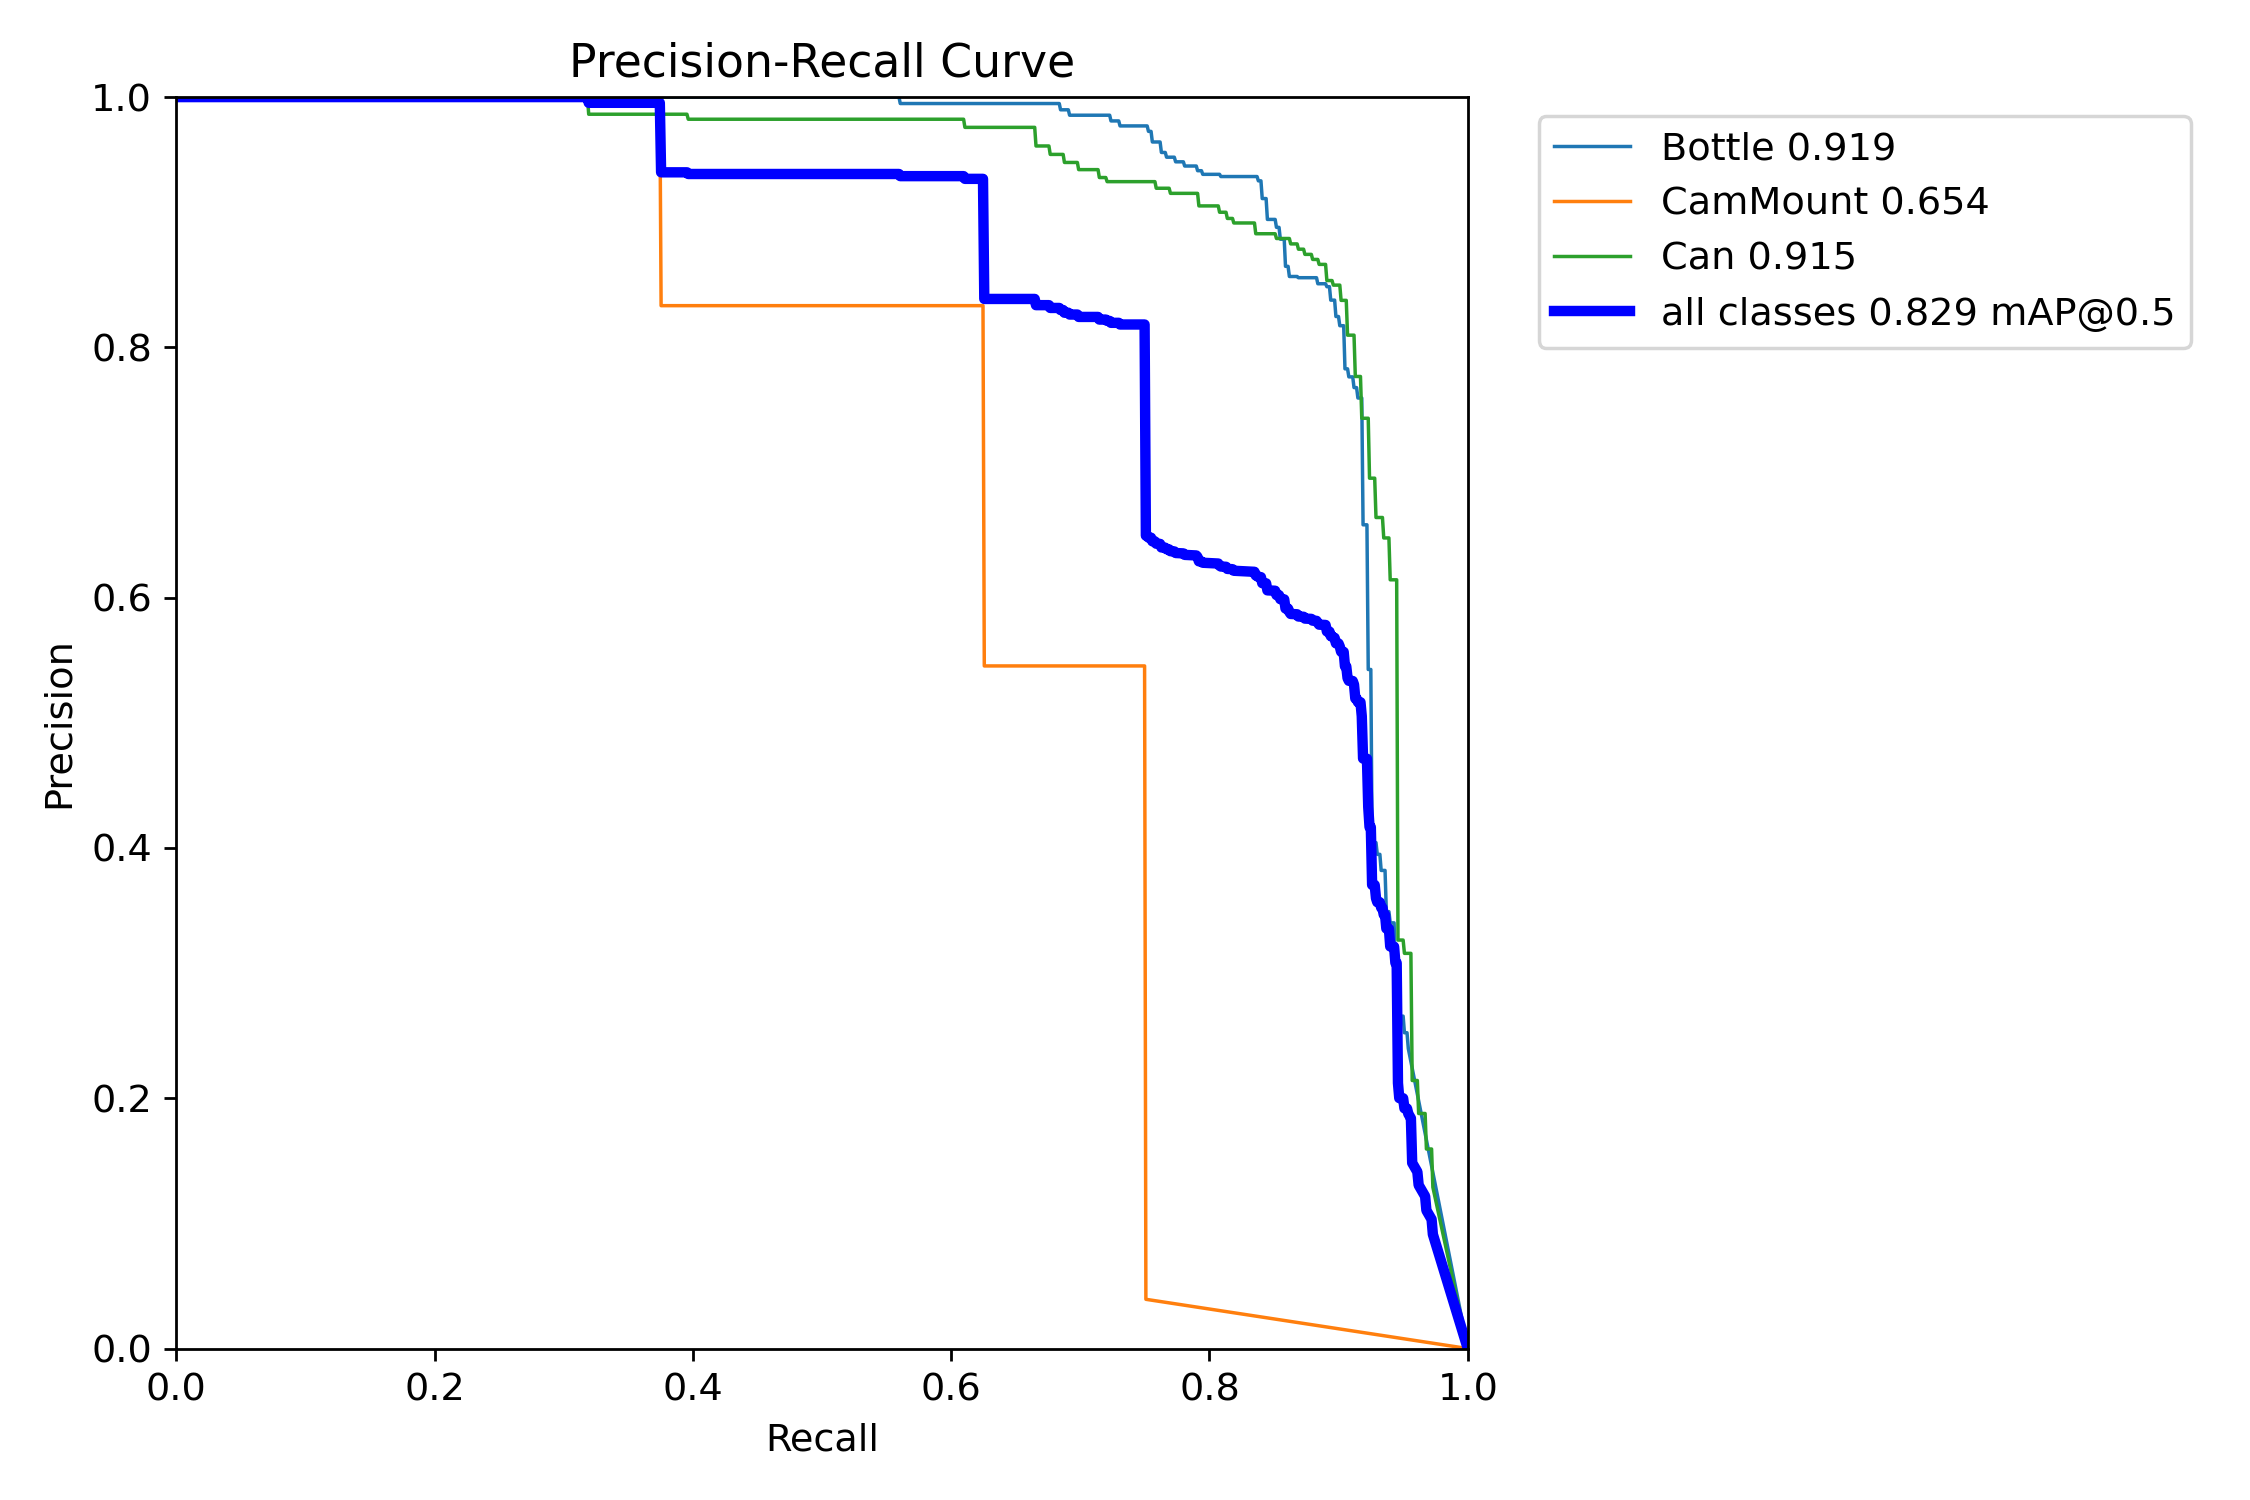 Precision-Recall Curve
1.0
0.8
0.6
0.4
0.2
0.0
Precision
0.0 0.2 0.4 0.6 0.8 1.0
Recall
Bottle 0.919
CamMount 0.654
Can 0.915
all classes 0.829 mAP@0.5